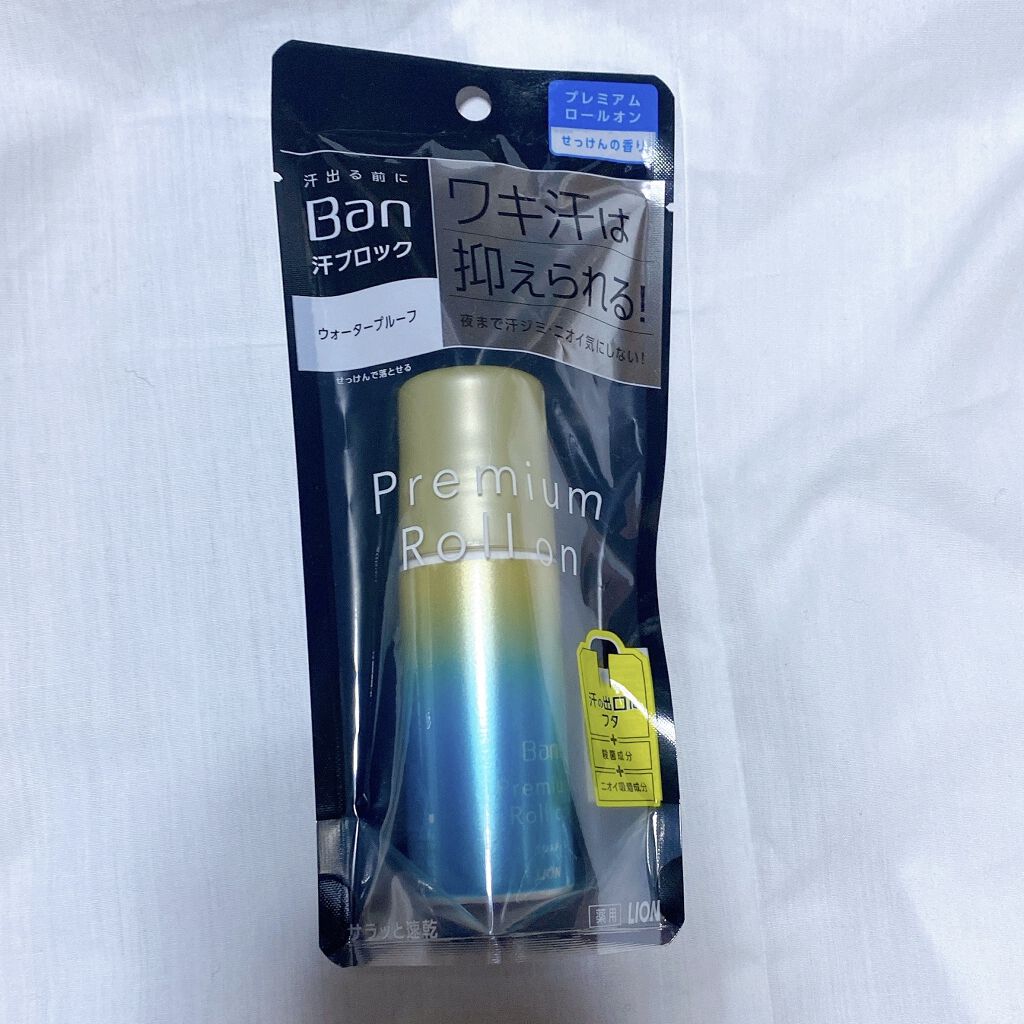 プレミアム
ロールオン
せっけんの香り
汗出る前に
Ban
汗ブロック
ワキ汗は
抑えられる!
夜まで汗ジミ・ニオイ気にしない!
ウォータープルーフ
せっけんで落とせる
Premium
Roll on
汗の出口に
フタ
+
殺菌成分
+
ニオイ吸着成分
Ban
Premiu
Roll o
LION
サラッと速乾
薬用
LION